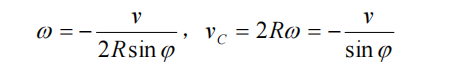 ω = − v / (2R sin φ) , v_C = 2Rω = − v / sin φ